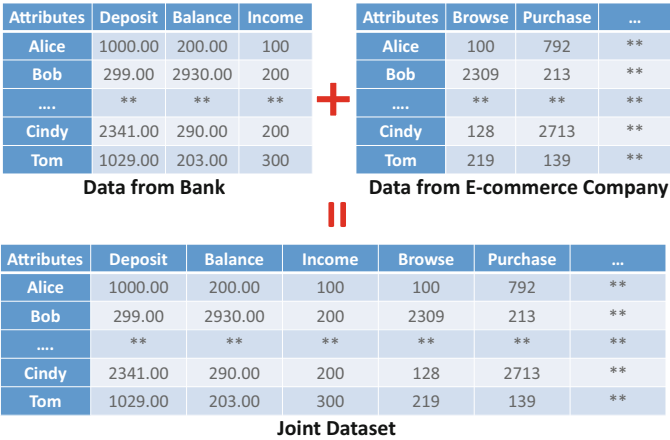 Attributes Deposit Balance Income
Alice 1000.00 200.00 100
Bob 299.00 2930.00 200
.... ** ** **
Cindy 2341.00 290.00 200
Tom 1029.00 203.00 300
Data from Bank
+
Attributes Browse Purchase ...
Alice 100 792 **
Bob 2309 213 **
.... ** ** **
Cindy 128 2713 **
Tom 219 139 **
Data from E-commerce Company
=
Attributes Deposit Balance Income Browse Purchase ...
Alice 1000.00 200.00 100 100 792 **
Bob 299.00 2930.00 200 2309 213 **
.... ** ** ** ** ** **
Cindy 2341.00 290.00 200 128 2713 **
Tom 1029.00 203.00 300 219 139 **
Joint Dataset